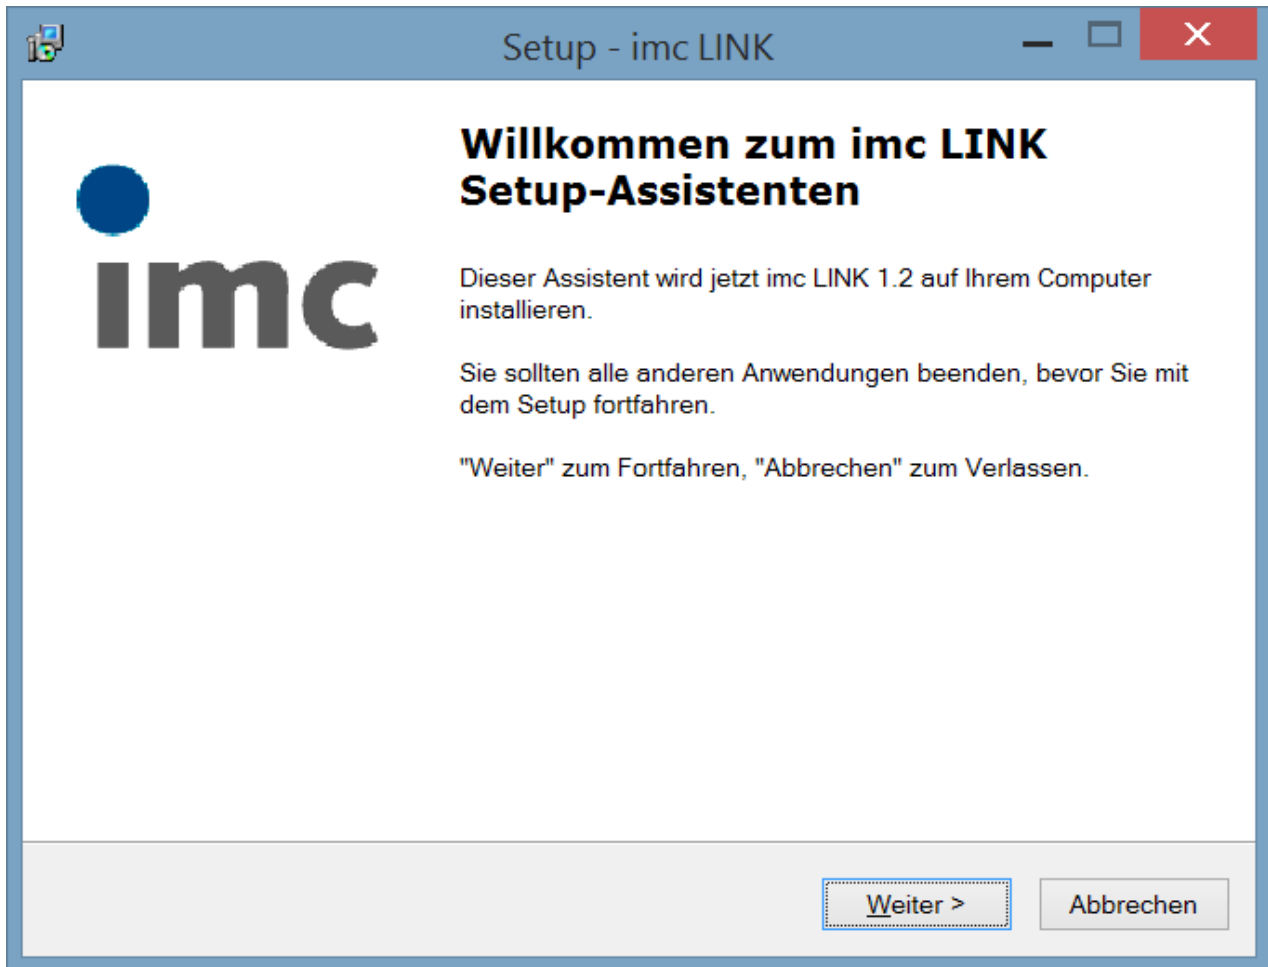 Setup - imc LINK
imc
Willkommen zum imc LINK
Setup-Assistenten
Dieser Assistent wird jetzt imc LINK 1.2 auf Ihrem Computer
installieren.
Sie sollten alle anderen Anwendungen beenden, bevor Sie mit
dem Setup fortfahren.
"Weiter" zum Fortfahren, "Abbrechen" zum Verlassen.
Weiter >
Abbrechen